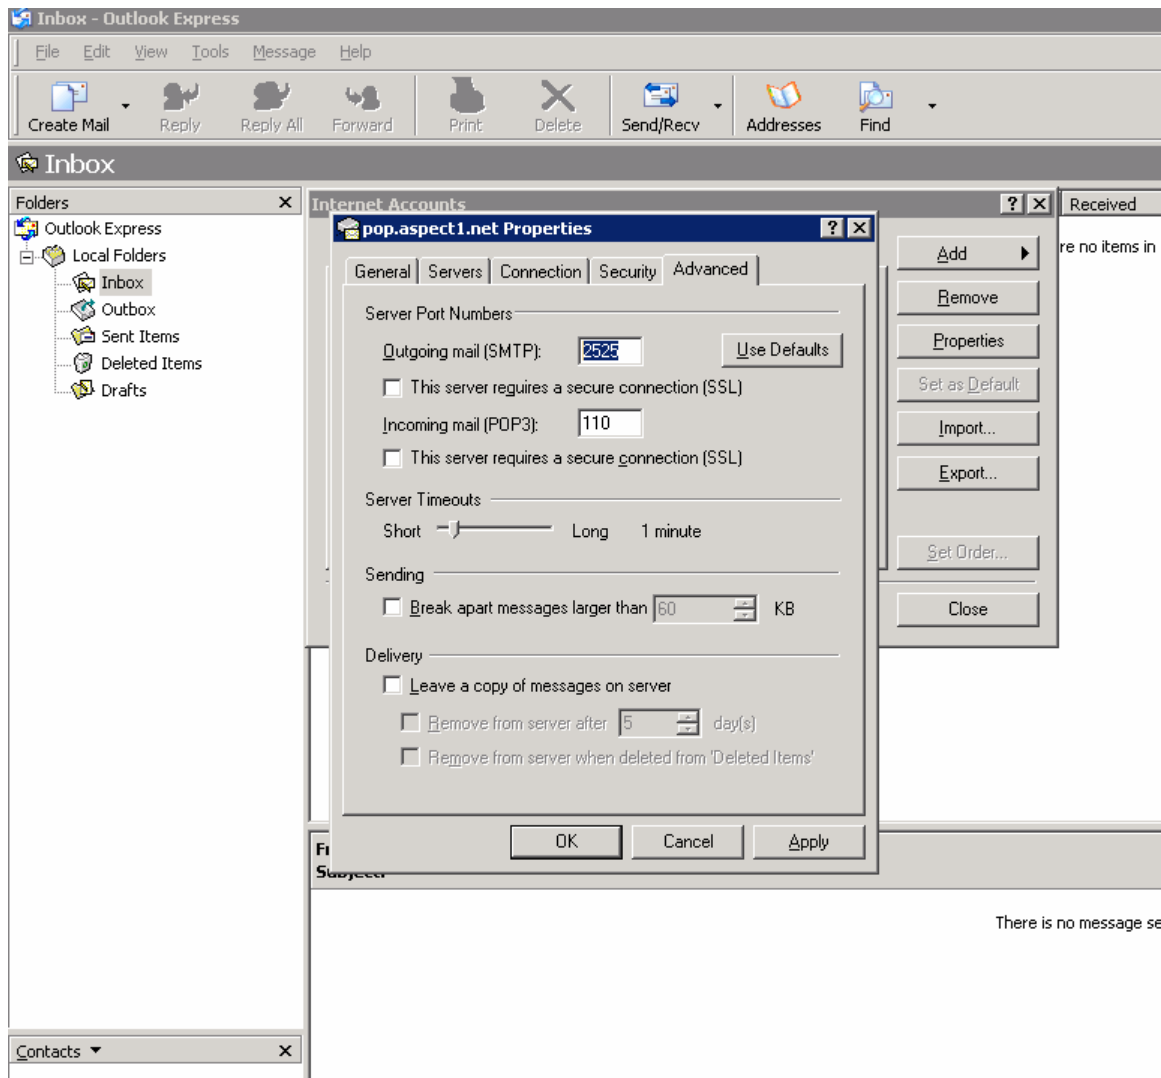 Inbox - Outlook Express
File Edit View Tools Message Help
Create Mail Reply Reply All Forward Print Delete Send/Recv Addresses Find
Inbox
Folders
Outlook Express
Local Folders
Inbox
Outbox
Sent Items
Deleted Items
Drafts
Contacts
Internet Accounts
Received
re no items in
pop.aspect1.net Properties
General Servers Connection Security Advanced
Server Port Numbers
Outgoing mail (SMTP): 2525 Use Defaults
This server requires a secure connection (SSL)
Incoming mail (POP3): 110
This server requires a secure connection (SSL)
Server Timeouts
Short Long 1 minute
Sending
Break apart messages larger than 60 KB
Delivery
Leave a copy of messages on server
Remove from server after 5 day(s)
Remove from server when deleted from 'Deleted Items'
OK Cancel Apply
Add
Remove
Properties
Set as Default
Import...
Export...
Set Order...
Close
Subject:
There is no message se